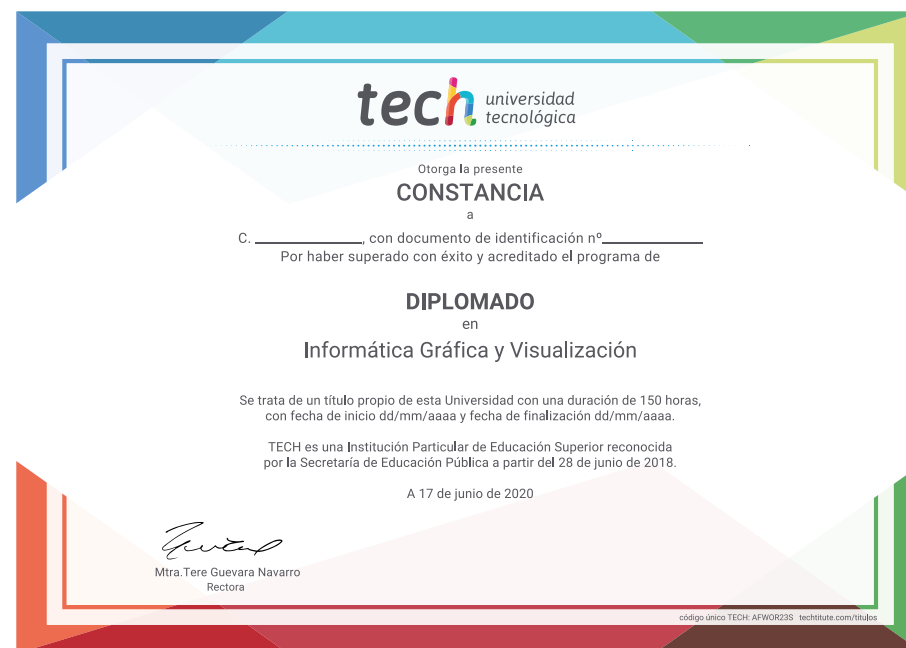 tech universidad
tecnológica
Otorga la presente
CONSTANCIA
a
C. ____________, con documento de identificación nº____________
Por haber superado con éxito y acreditado el programa de
DIPLOMADO
en
Informática Gráfica y Visualización
Se trata de un título propio de esta Universidad con una duración de 150 horas,
con fecha de inicio dd/mm/aaaa y fecha de finalización dd/mm/aaaa.
TECH es una Institución Particular de Educación Superior reconocida
por la Secretaría de Educación Pública a partir del 28 de junio de 2018.
A 17 de junio de 2020
Mtra.Tere Guevara Navarro
Rectora
código único TECH: AFWOR23S techtitute.com/titulos